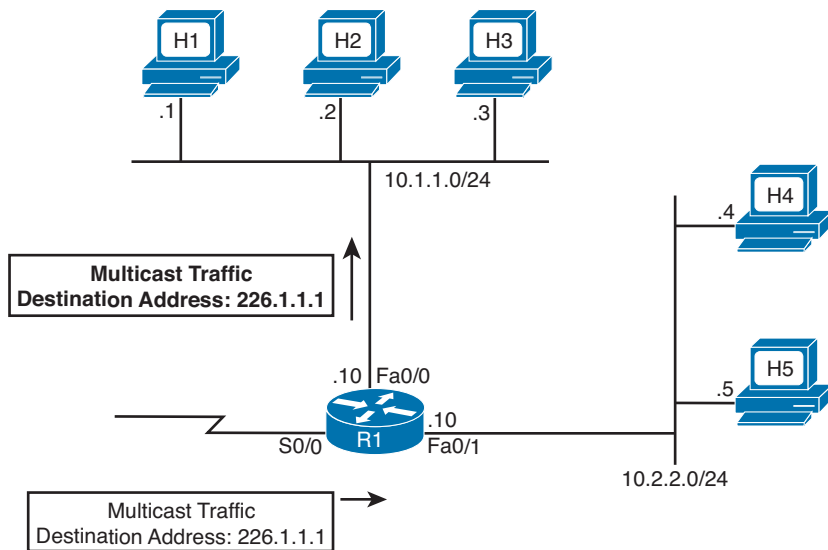 H1
H2
H3
.1
.2
.3
10.1.1.0/24
H4
.4
Multicast Traffic
Destination Address: 226.1.1.1
H5
.5
.10 Fa0/0
.10
R1
S0/0
Fa0/1
10.2.2.0/24
Multicast Traffic
Destination Address: 226.1.1.1